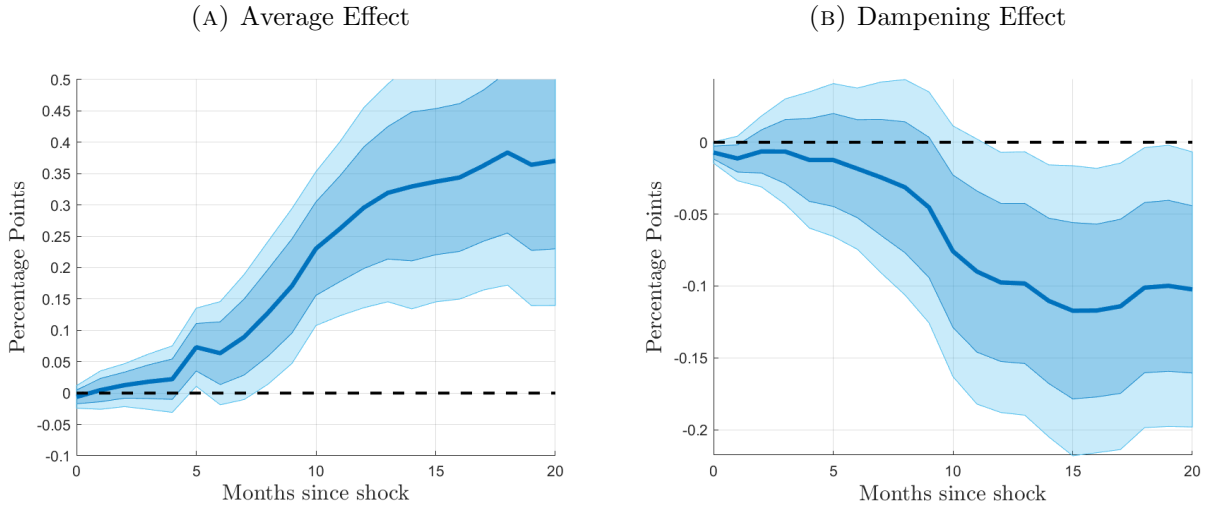 (A) Average Effect
0.5
0.45
0.4
0.35
0.3
0.25
0.2
0.15
0.1
0.05
0
-0.05
-0.1
Percentage Points
0 5 10 15 20
Months since shock
(B) Dampening Effect
0
-0.05
-0.1
-0.15
-0.2
Percentage Points
0 5 10 15 20
Months since shock